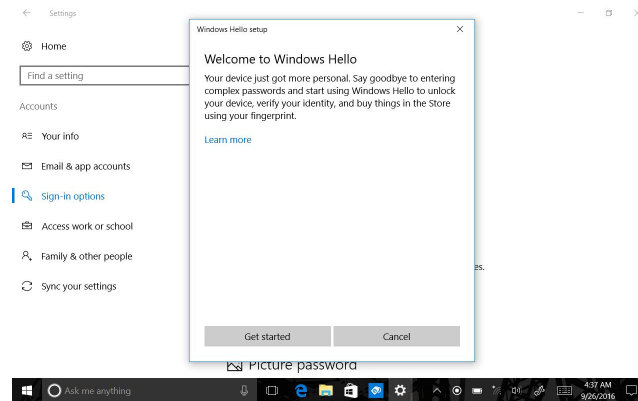 Settings
Home
Find a setting
Accounts
Your info
Email & app accounts
Sign-in options
Access work or school
Family & other people
Sync your settings
Windows Hello setup
Welcome to Windows Hello
Your device just got more personal. Say goodbye to entering
complex passwords and start using Windows Hello to unlock
your device, verify your identity, and buy things in the Store
using your fingerprint.
Learn more
Get started
Cancel
es.
Picture password
Ask me anything
4:37 AM
9/26/2016